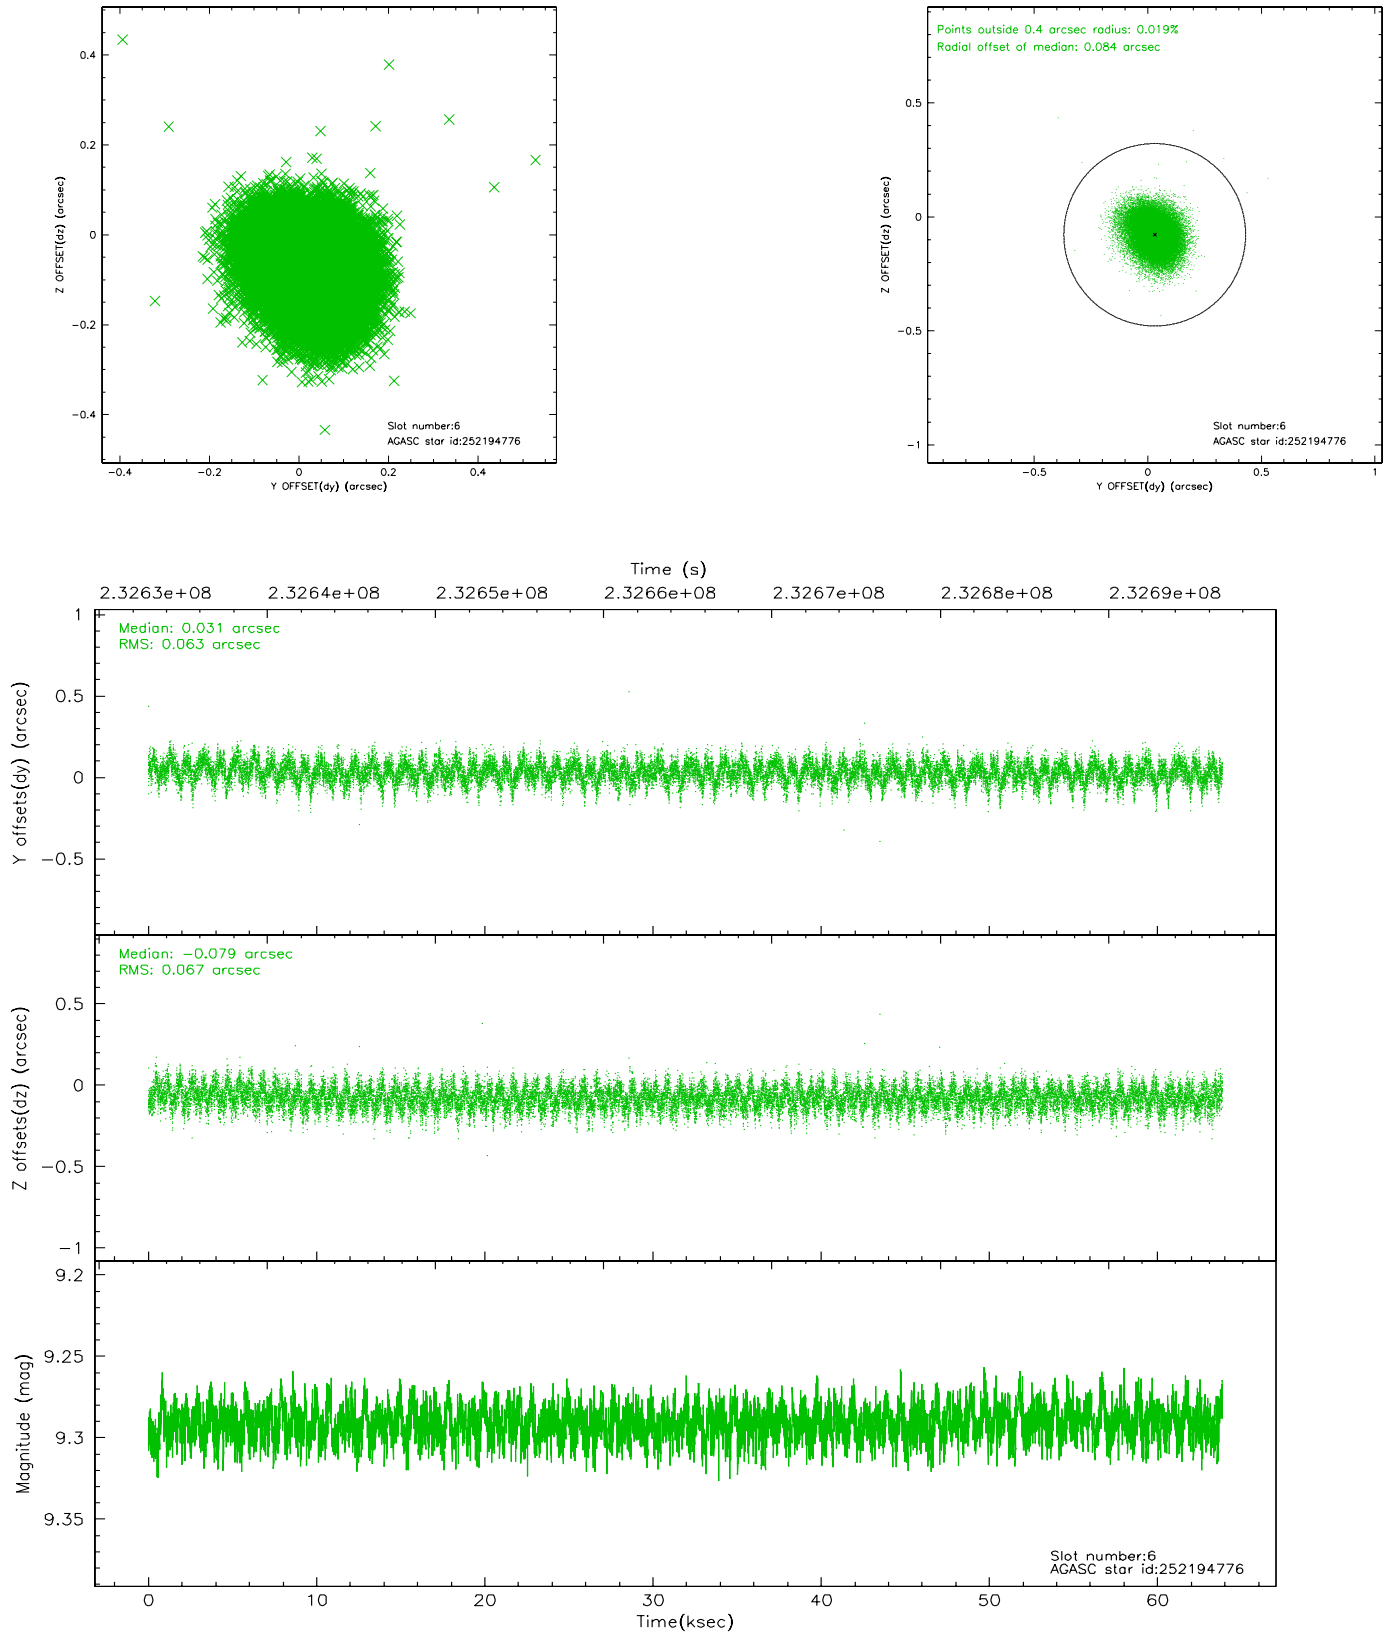 0.4
0.2
0
−0.2
−0.4
Z OFFSET(dz) (arcsec)
Slot number:6
AGASC star id:252194776
−0.4 −0.2 0 0.2 0.4
Y OFFSET(dy) (arcsec)
Points outside 0.4 arcsec radius: 0.019%
Radial offset of median: 0.084 arcsec
0.5
0
−0.5
−1
Z OFFSET(dz) (arcsec)
Slot number:6
AGASC star id:252194776
−0.5 0 0.5 1
Y OFFSET(dy) (arcsec)
Time (s)
2.3263e+08 2.3264e+08 2.3265e+08 2.3266e+08 2.3267e+08 2.3268e+08 2.3269e+08
Median: 0.031 arcsec
RMS: 0.063 arcsec
1
0.5
0
−0.5
Y offsets(dy) (arcsec)
Median: −0.079 arcsec
RMS: 0.067 arcsec
0.5
0
−0.5
−1
Z offsets(dz) (arcsec)
9.2
9.25
9.3
9.35
Magnitude (mag)
Slot number:6
AGASC star id:252194776
0 10 20 30 40 50 60
Time(ksec)